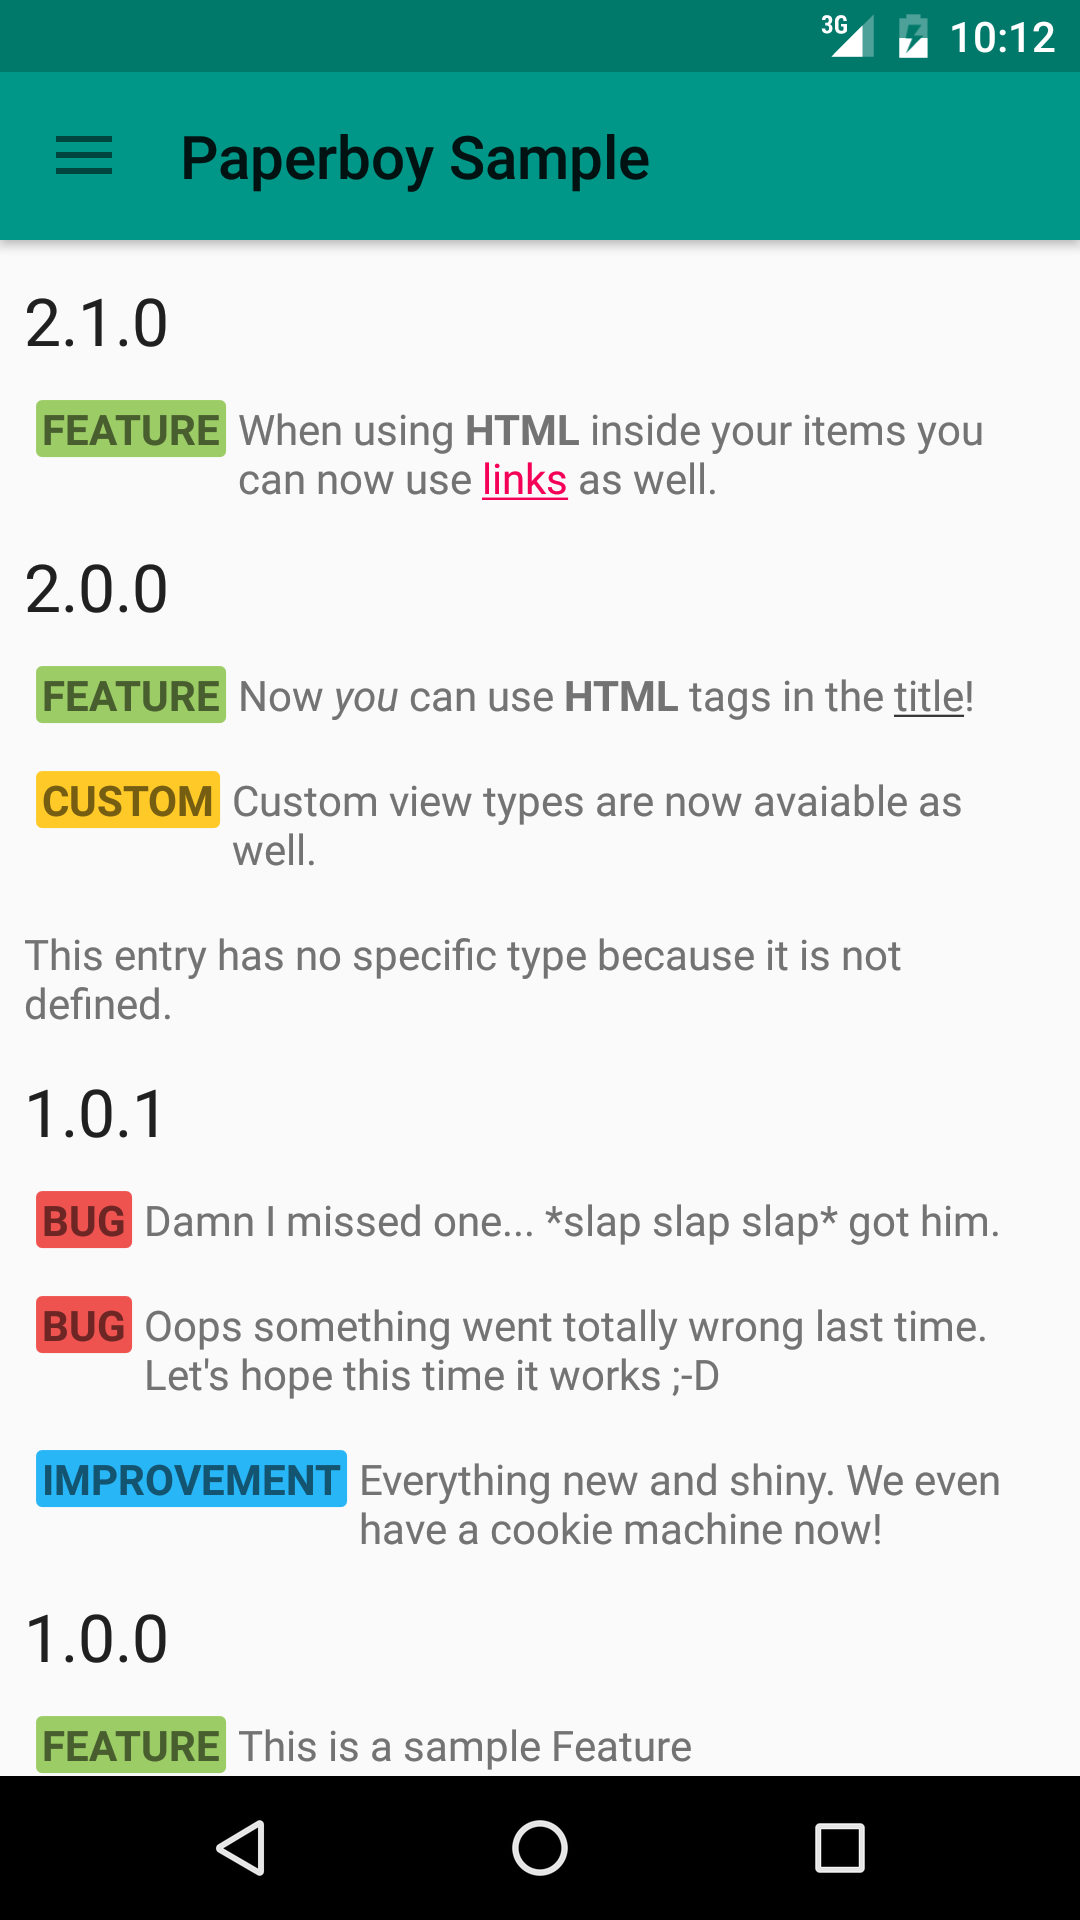 3G 10:12
Paperboy Sample
2.1.0
FEATURE When using HTML inside your items you
can now use links as well.
2.0.0
FEATURE Now you can use HTML tags in the title!
CUSTOM Custom view types are now avaiable as
well.
This entry has no specific type because it is not
defined.
1.0.1
BUG Damn I missed one... *slap slap slap* got him.
BUG Oops something went totally wrong last time.
Let's hope this time it works ;-D
IMPROVEMENT Everything new and shiny. We even
have a cookie machine now!
1.0.0
FEATURE This is a sample Feature